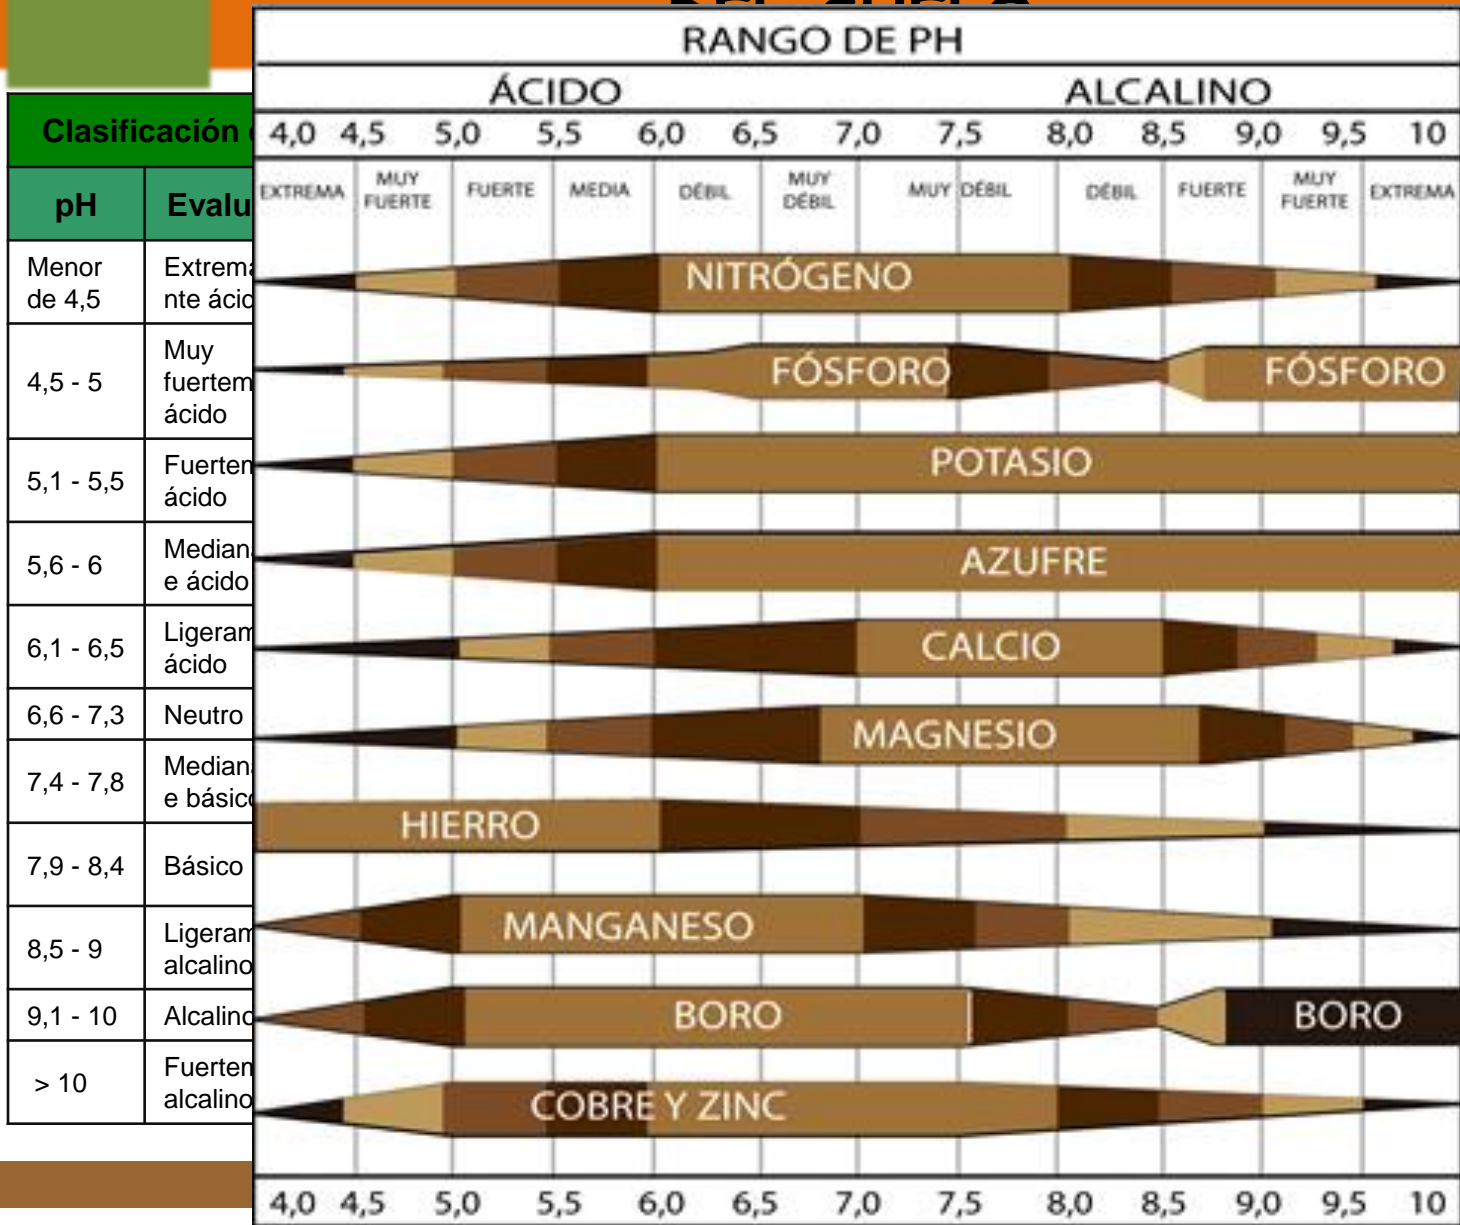 RANGO DE PH
ÁCIDO ALCALINO
4,0 4,5 5,0 5,5 6,0 6,5 7,0 7,5 8,0 8,5 9,0 9,5 10
EXTREMA MUY FUERTE FUERTE MEDIA DÉBIL MUY DÉBIL MUY DÉBIL DÉBIL FUERTE MUY FUERTE EXTREMA
NITRÓGENO
FÓSFORO FÓSFORO
POTASIO
AZUFRE
CALCIO
MAGNESIO
HIERRO
MANGANESO
BORO BORO
COBRE Y ZINC
4,0 4,5 5,0 5,5 6,0 6,5 7,0 7,5 8,0 8,5 9,0 9,5 10
Clasificación
pH Evalu
Menor
de 4,5
Extrema
nte ácid
4,5 - 5
Muy
fuertem
ácido
5,1 - 5,5
Fuertem
ácido
5,6 - 6
Mediana
e ácido
6,1 - 6,5
Ligeram
ácido
6,6 - 7,3 Neutro
7,4 - 7,8
Mediana
e básico
7,9 - 8,4 Básico
8,5 - 9
Ligeram
alcalino
9,1 - 10 Alcalino
> 10
Fuertem
alcalino